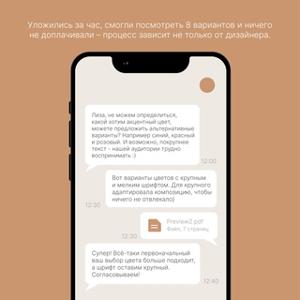 Уложились за час, смогли посмотреть 8 вариантов и ничего
не доплачивали – процесс зависит не только от дизайнера.
Лиза, не можем определиться,
какой хотим акцентный цвет,
можете предложить альтернативные
варианты? Например синий, красный
и розовый. И возможно, покрупнее
текст - нашей аудитории трудно
воспринимать :)
12:00
Вот варианты цветов с крупным
и мелким шрифтом. Для крупного
адаптировала композицию, чтобы
ничего не отвлекало)
12:30
Preview2.pdf
Файл, 7 страниц
12:30
Супер! Всё-таки первоначальный
ваш выбор цвета больше подходит,
а шрифт оставим крупный.
Согласовываем!
12:40